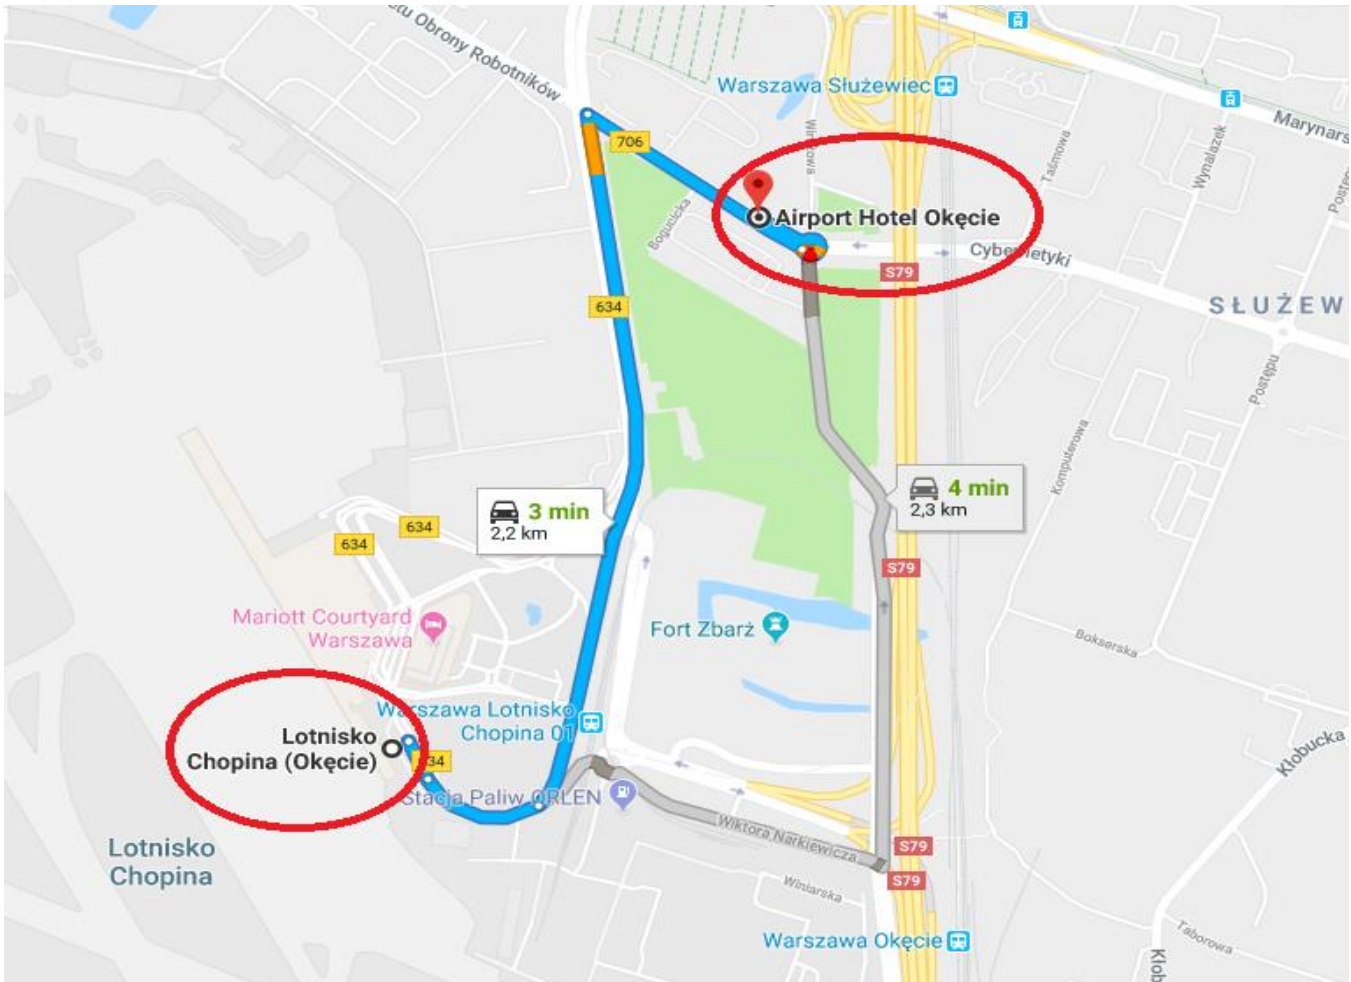 tu Obrony Robotników
Warszawa Służewiec
Marynars
706
Wynalazek
Taśmowa
Postęp
Airport Hotel Okęcie
Bogucicka
Cybernetyki
S79
SŁUŻEW
634
Postępu
Komputerowa
4 min
2,3 km
3 min
2,2 km
634
634
S79
Mariott Courtyard
Warszawa
Fort Zbarż
Bokserska
Warszawa Lotnisko
Chopina 01
Lotnisko
Chopina (Okęcie)
Kłobucka
Stacja Paliw ORLEN
Wiktora Narkiewicza
S79
Lotnisko
Chopina
S79
Winiarska
Warszawa Okęcie
Taborowa
Kłob